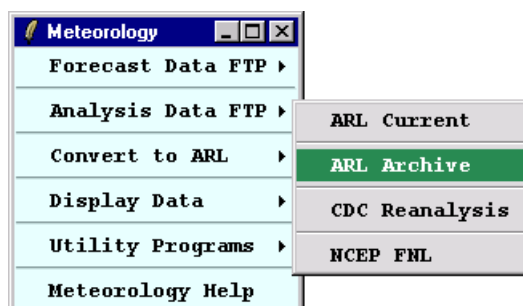 Meteorology
Forecast Data FTP
Analysis Data FTP
Convert to ARL
Display Data
Utility Programs
Meteorology Help
ARL Current
ARL Archive
CDC Reanalysis
NCEP FNL